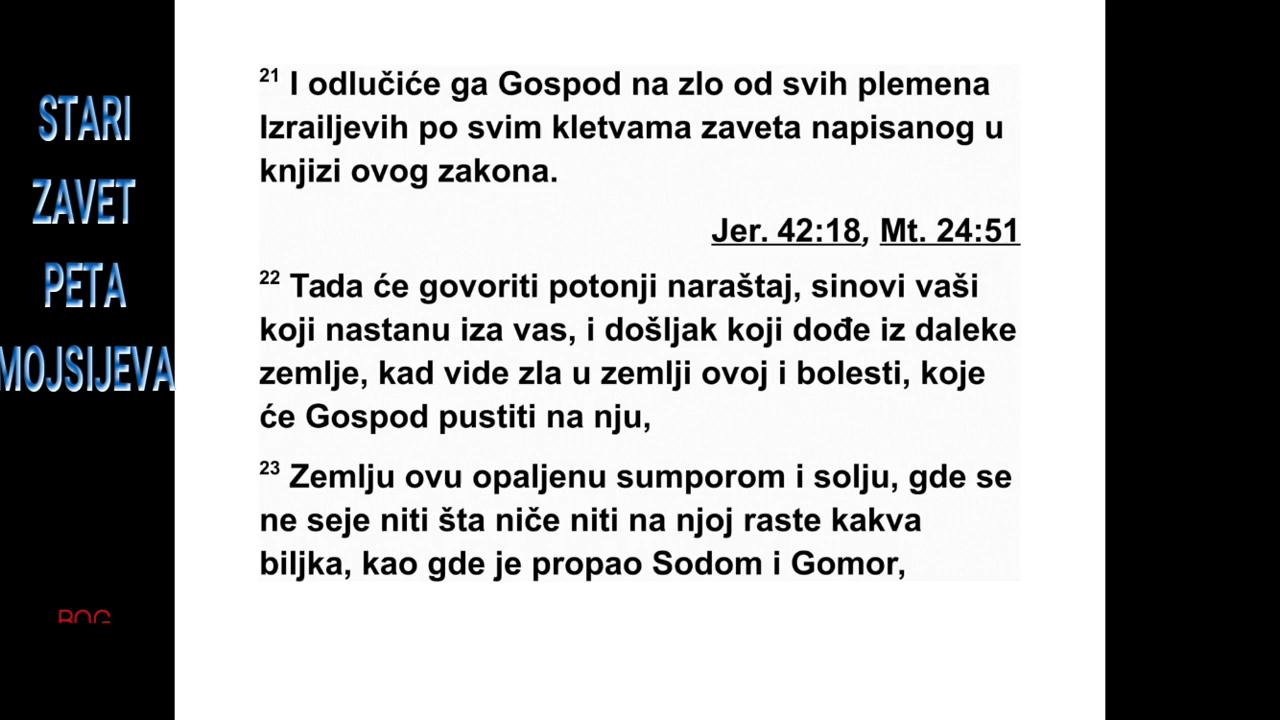 STARI
ZAVET
PETA
MOJSIJEVA
BOG
21 I odlučiće ga Gospod na zlo od svih plemena
Izrailjevih po svim kletvama zaveta napisanog u
knjizi ovog zakona.
Jer. 42:18, Mt. 24:51
22 Tada će govoriti potonji naraštaj, sinovi vaši
koji nastanu iza vas, i došljak koji dođe iz daleke
zemlje, kad vide zla u zemlji ovoj i bolesti, koje
će Gospod pustiti na nju,
23 Zemlju ovu opaljenu sumporom i solju, gde se
ne seje niti šta niče niti na njoj raste kakva
biljka, kao gde je propao Sodom i Gomor,